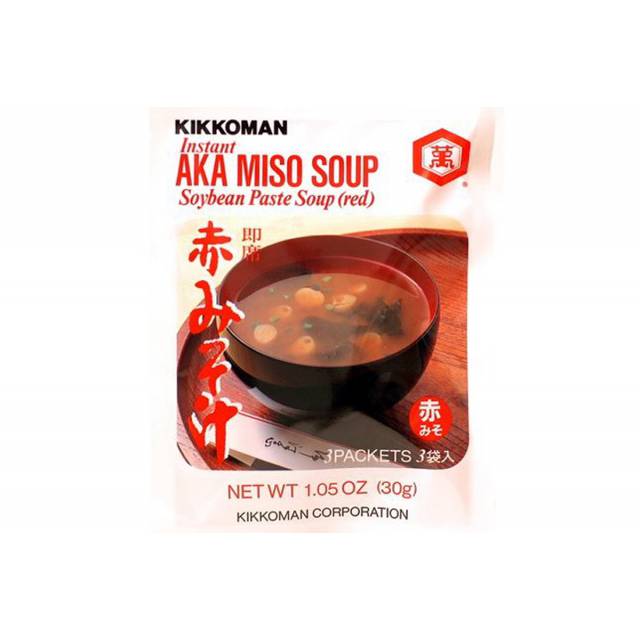 KIKKOMAN
萬
Instant
AKA MISO SOUP
Soybean Paste Soup (red)
即席
赤みそ汁
赤
みそ
3PACKETS 3袋入
NET WT 1.05 OZ (30g)
KIKKOMAN CORPORATION